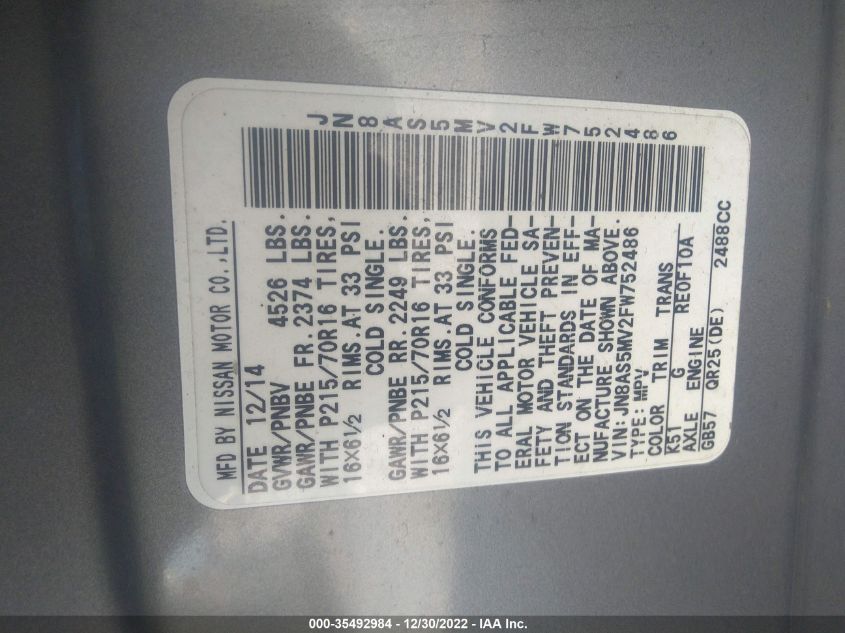 JN8AS5MV2FW752486
MFD BY NISSAN MOTOR CO.,LTD.
DATE 12/14
GVWR/PNBV 4526 LBS.
GAWR/PNBE FR. 2374 LBS.
WITH P215/70R16 TIRES,
16×6½ RIMS.AT 33 PSI
COLD SINGLE.
GAWR/PNBE RR. 2249 LBS.
WITH P215/70R16 TIRES,
16×6½ RIMS AT 33 PSI
COLD SINGLE.
THIS VEHICLE CONFORMS
TO ALL APPLICABLE FED-
ERAL MOTOR VEHICLE SA-
FETY AND THEFT PREVEN-
TION STANDARDS IN EFF-
ECT ON THE DATE OF MA-
NUFACTURE SHOWN ABOVE.
VIN:JN8AS5MV2FW752486
TYPE: MPV
COLOR TRIM TRANS
K51 G RE0F10A
AXLE ENGINE
GB57 QR25(DE) 2488CC
000-35492984 - 12/30/2022 - IAA Inc.